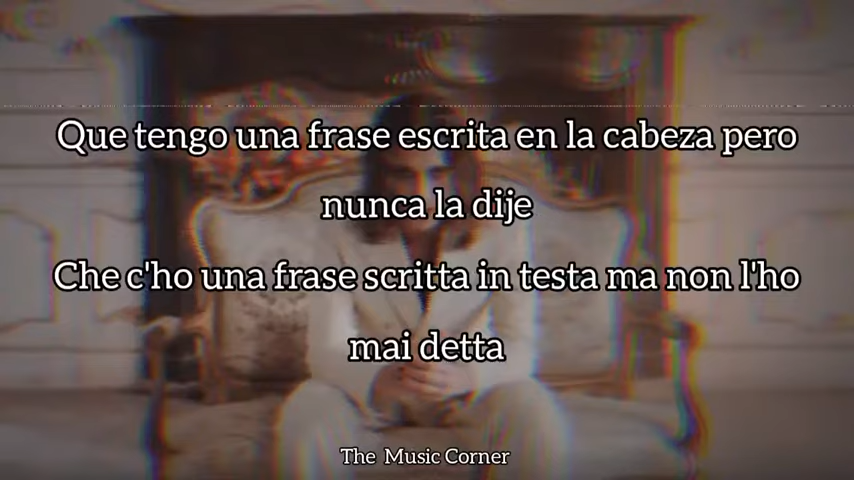 Que tengo una frase escrita en la cabeza pero
nunca la dije
Che c'ho una frase scritta in testa ma non l'ho
mai detta
The Music Corner